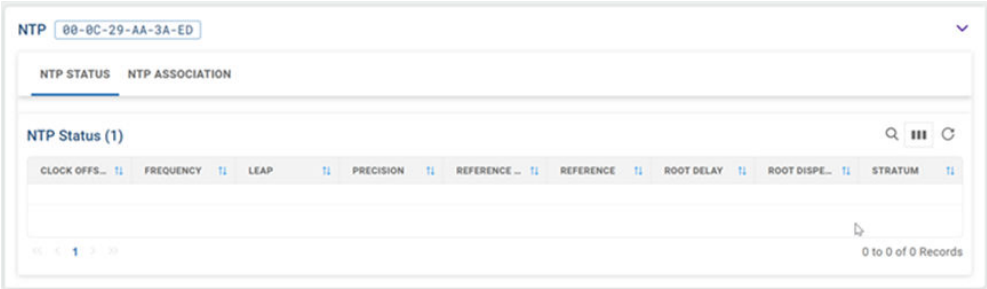 NTP 00-0C-29-AA-3A-ED
NTP STATUS NTP ASSOCIATION
NTP Status (1)
CLOCK OFFS... FREQUENCY LEAP PRECISION REFERENCE ... REFERENCE ROOT DELAY ROOT DISPE... STRATUM
« < 1 > »
0 to 0 of 0 Records